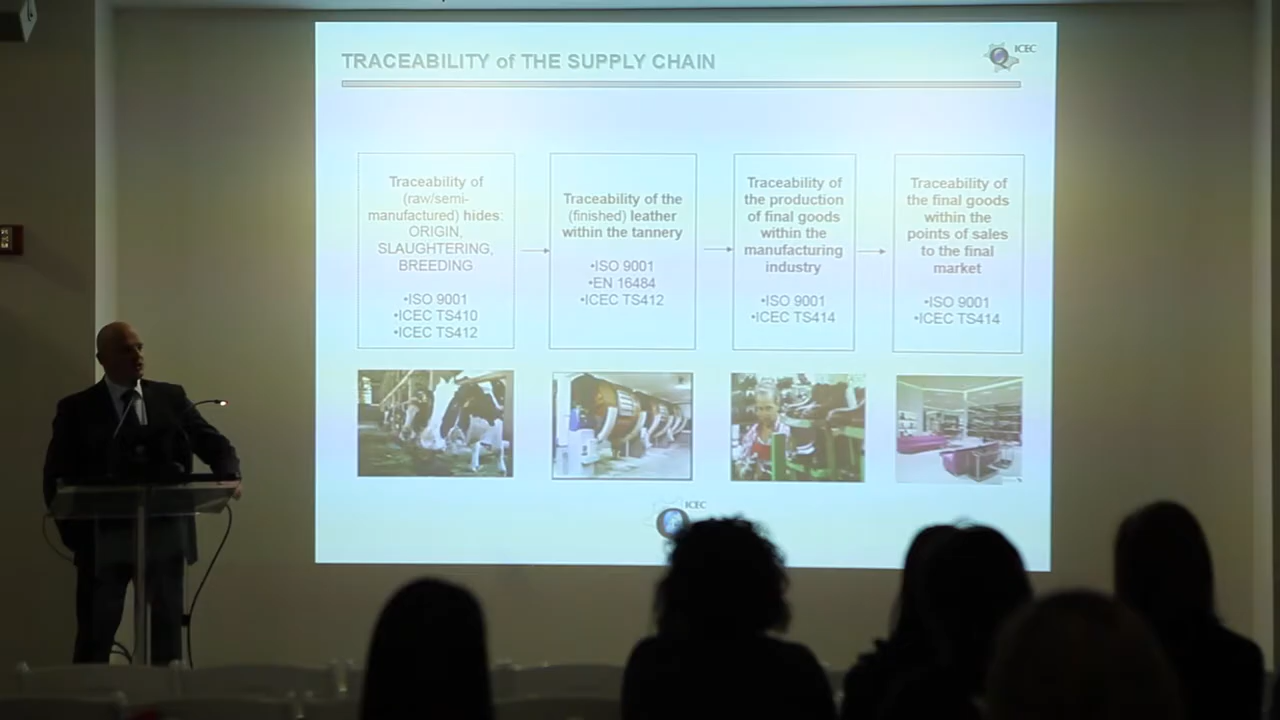 TRACEABILITY of THE SUPPLY CHAIN
ICEC
Traceability of
(raw/semi-
manufactured) hides:
ORIGIN,
SLAUGHTERING,
BREEDING
•ISO 9001
•ICEC TS410
•ICEC TS412
Traceability of the
(finished) leather
within the tannery
•ISO 9001
•EN 16484
•ICEC TS412
Traceability of
the production
of final goods
within the
manufacturing
industry
•ISO 9001
•ICEC TS414
Traceability of
the final goods
within the
points of sales
to the final
market
•ISO 9001
•ICEC TS414
ICEC